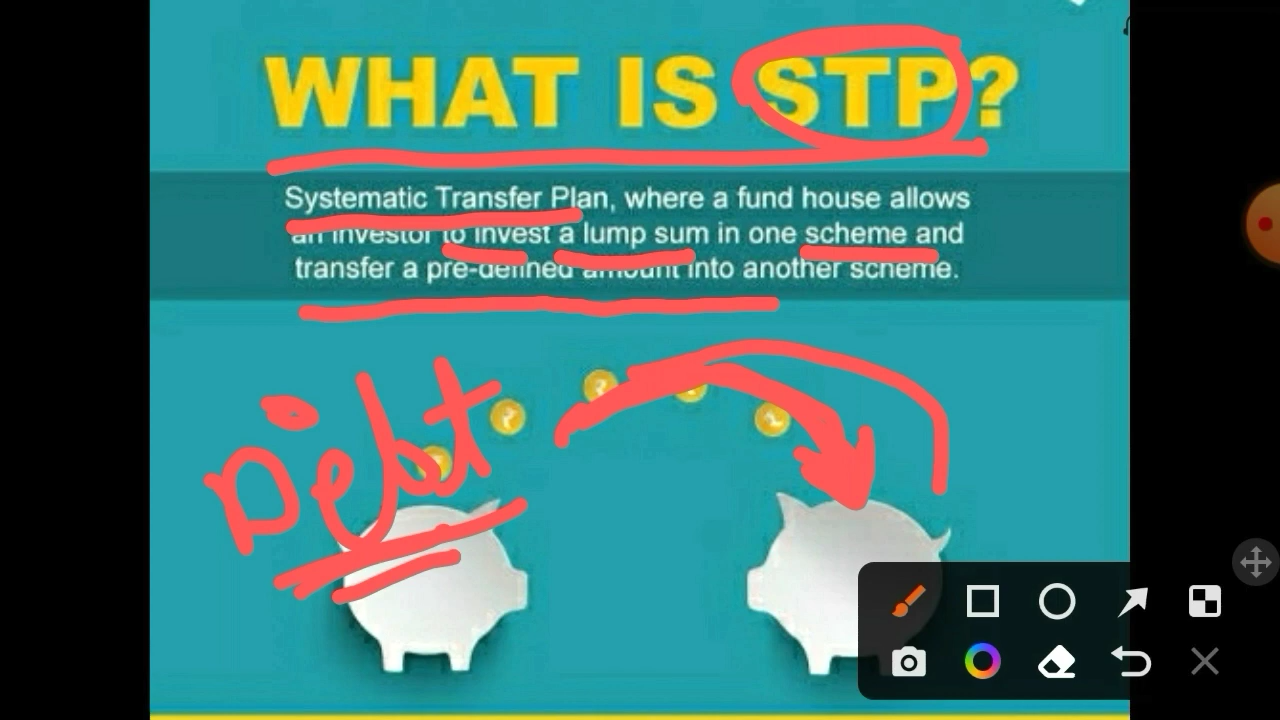 WHAT IS STP?
Systematic Transfer Plan, where a fund house allows
an investor to invest a lump sum in one scheme and
transfer a pre-defined amount into another scheme.
Debt